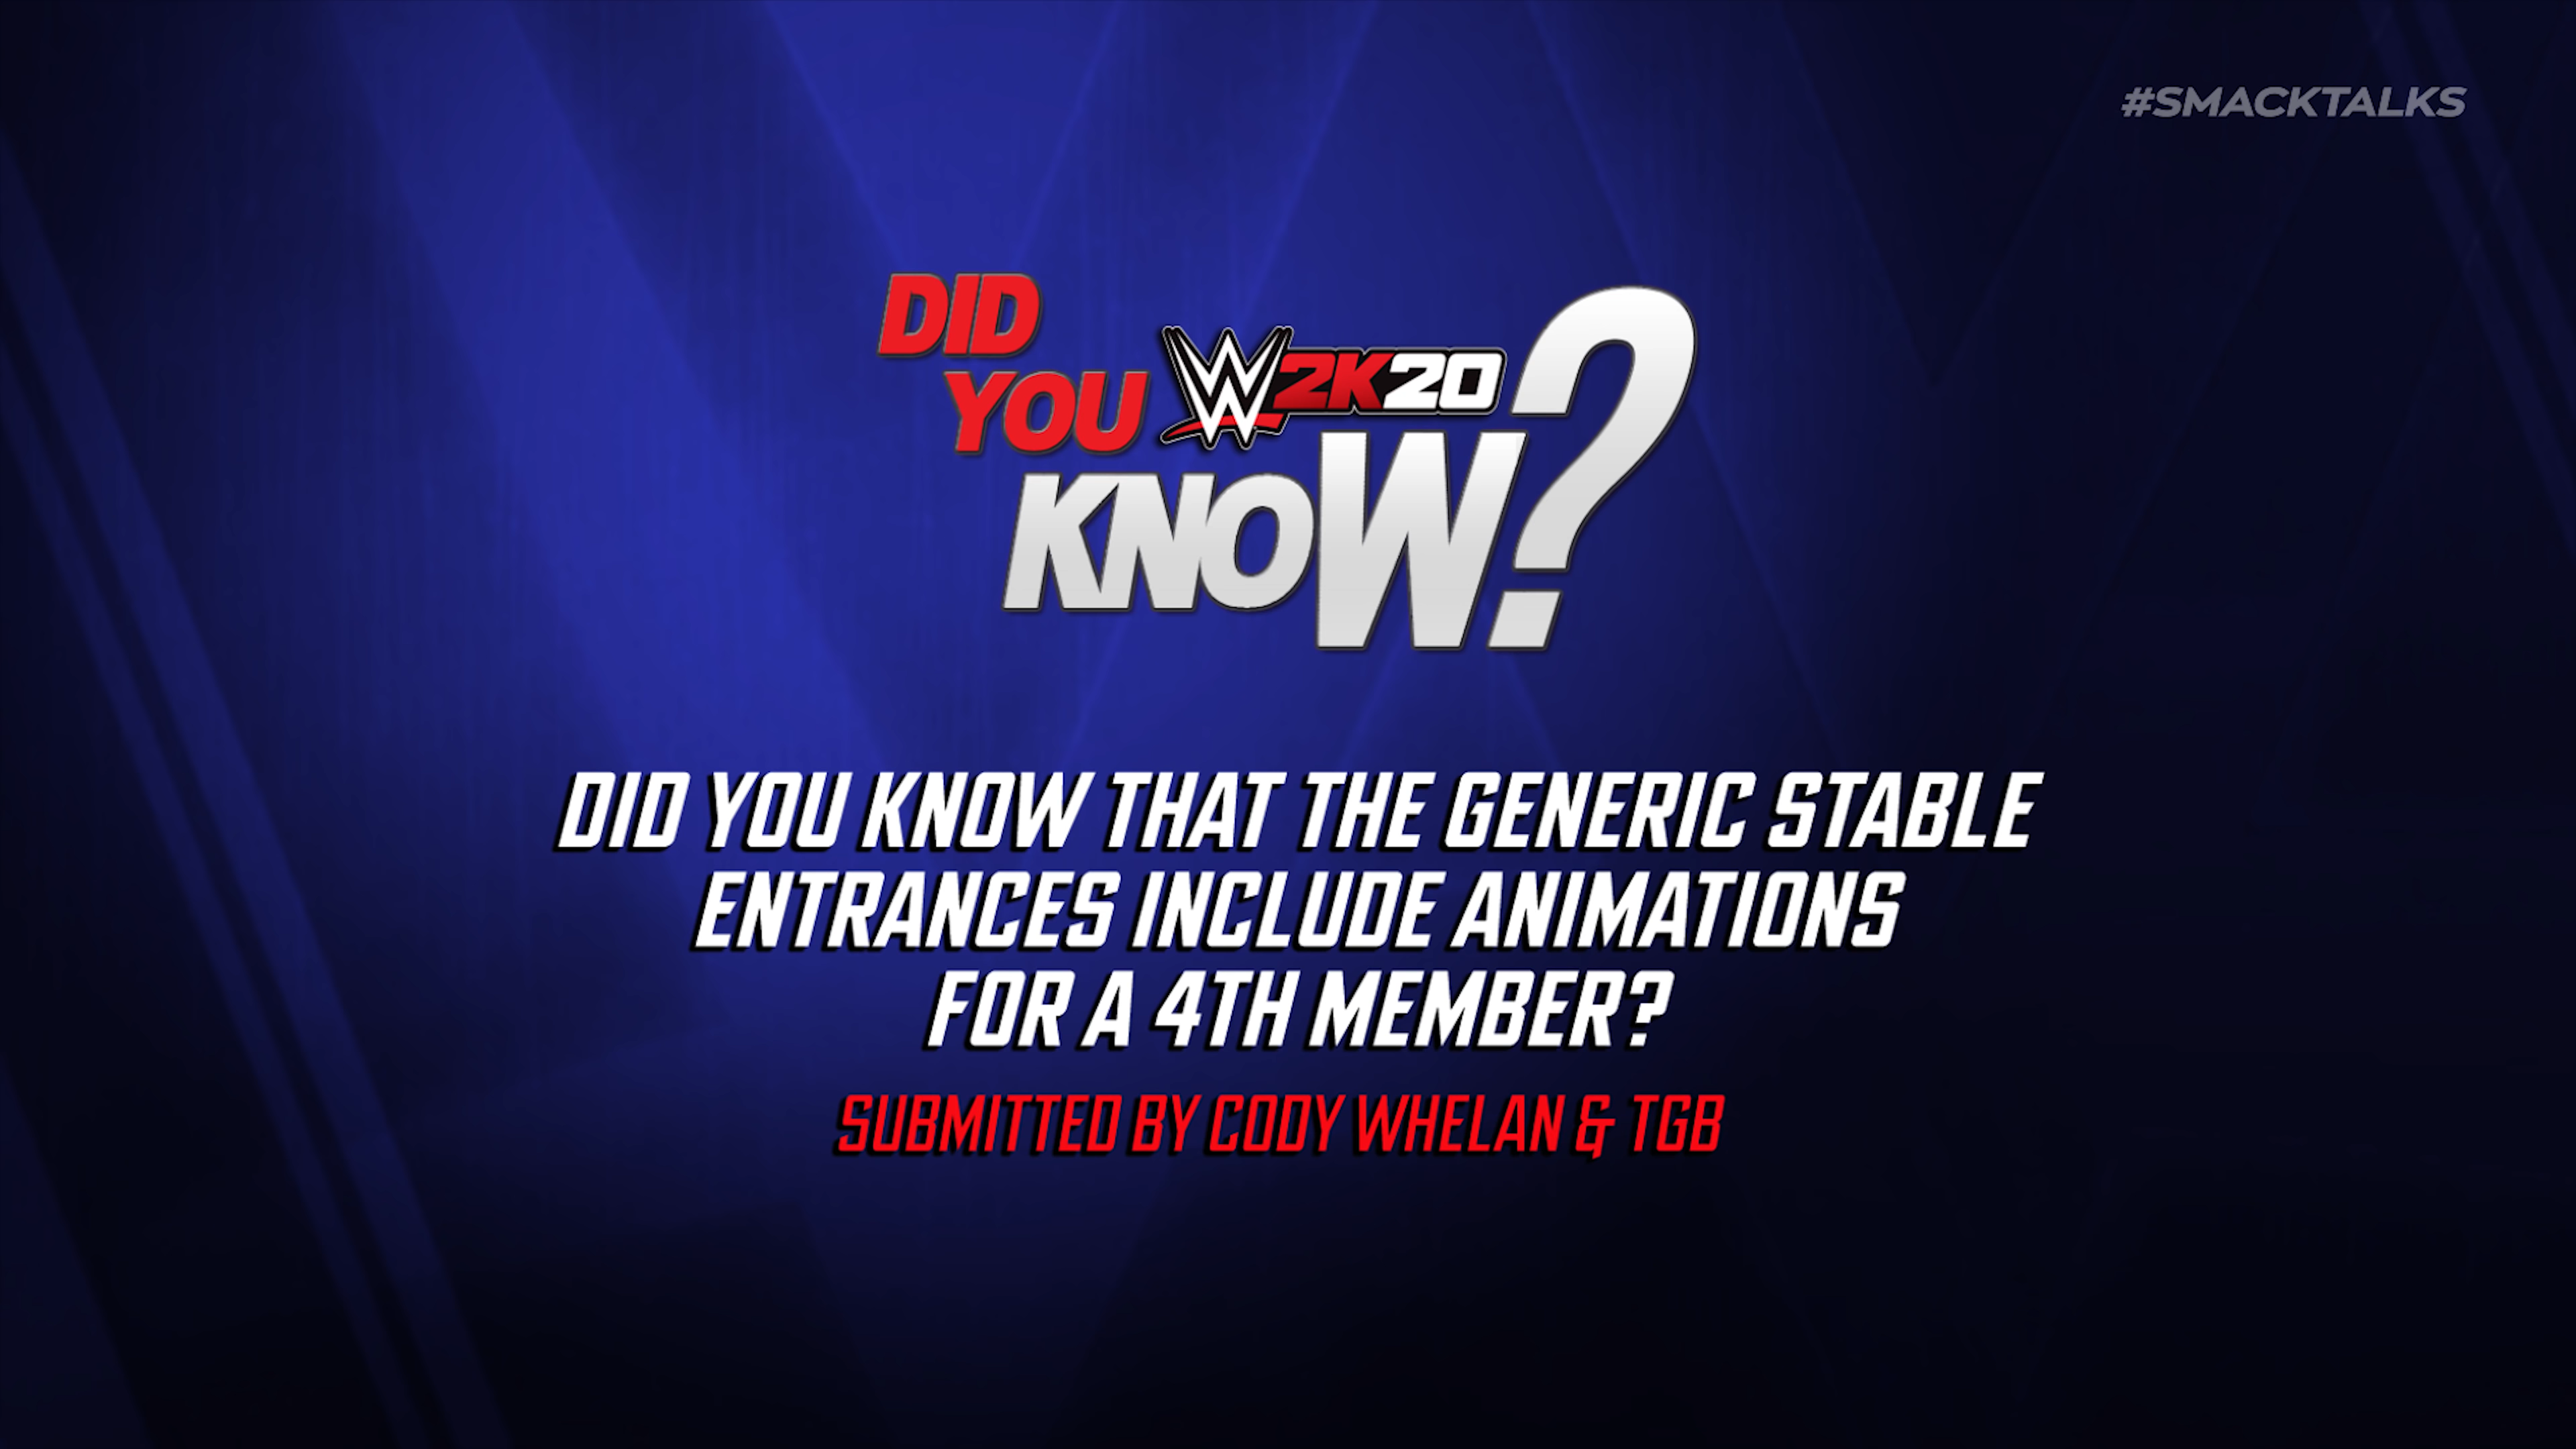 #SMACKTALKS
DID
YOU W2K20
KNOW?
DID YOU KNOW THAT THE GENERIC STABLE
ENTRANCES INCLUDE ANIMATIONS
FOR A 4TH MEMBER?
SUBMITTED BY CODY WHELAN & TGB